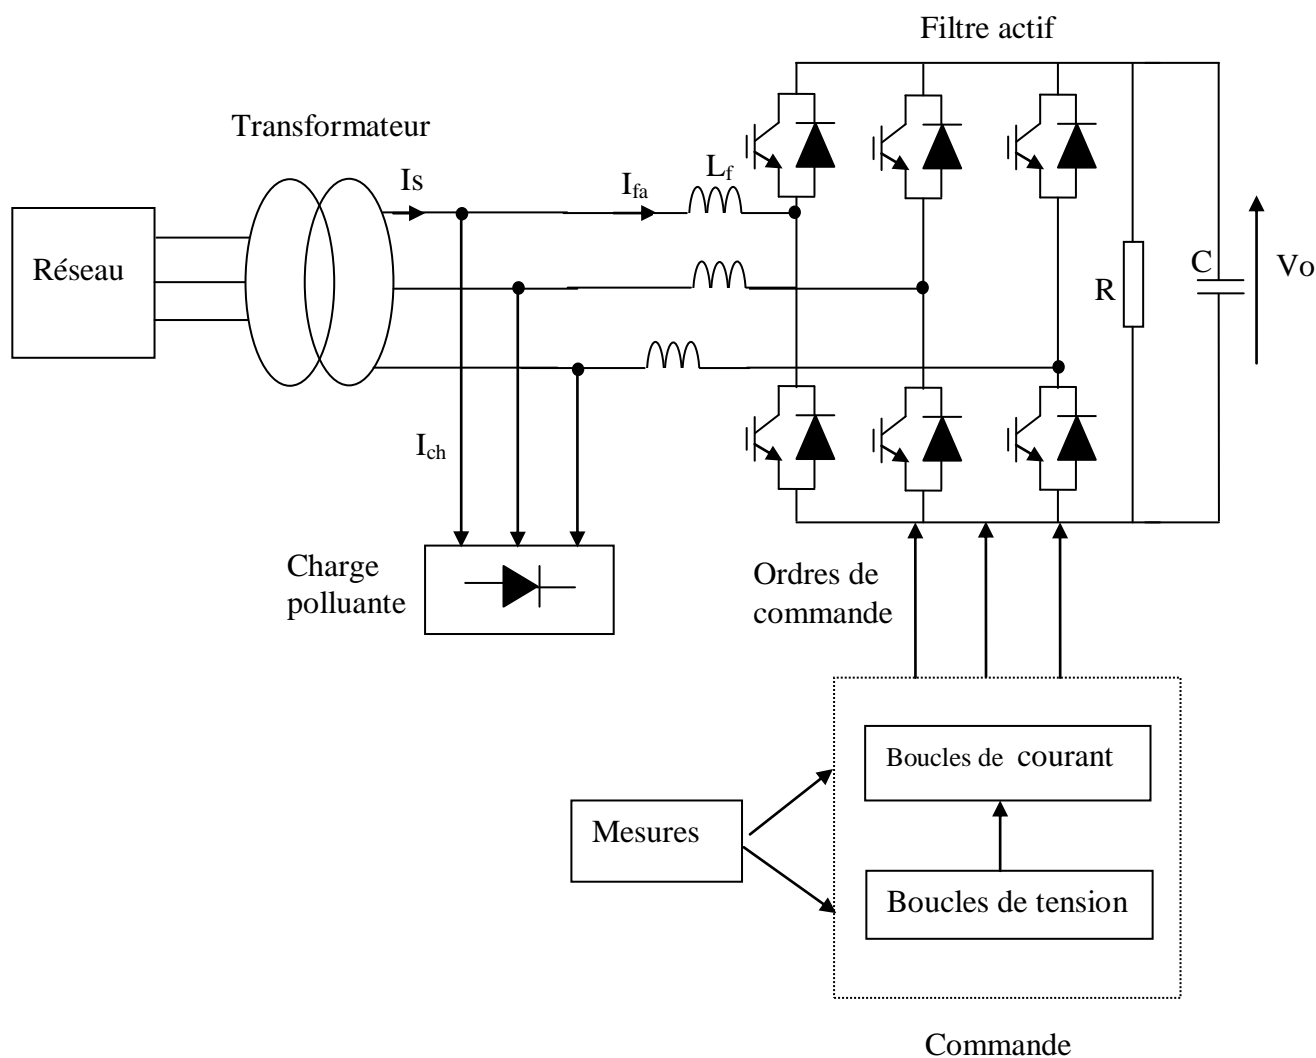 Filtre actif
Transformateur
Is
Ifa
Lf
Réseau
C
Vo
R
Ich
Charge
polluante
Ordres de
commande
Boucles de courant
Mesures
Boucles de tension
Commande